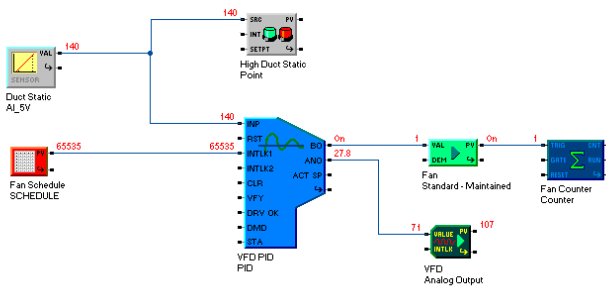 140
SRC PV
INT
SETPT
High Duct Static
Point
140
VAL
SENSOR
Duct Static
AI_5V
140
INP
RST
65535
65535
PV
INTLK1
INTLK2
CLR
VFY
DRV OK
DMD
STA
BO
ANO
ACT SP
On
27.8
VFD PID
PID
Fan Schedule
SCHEDULE
1
VAL PV
DEM
On
Fan
Standard - Maintained
1
TRIG CNT
GATE RUN
RESET
Fan Counter
Counter
71
VALUE PV
INTLK
107
VFD
Analog Output